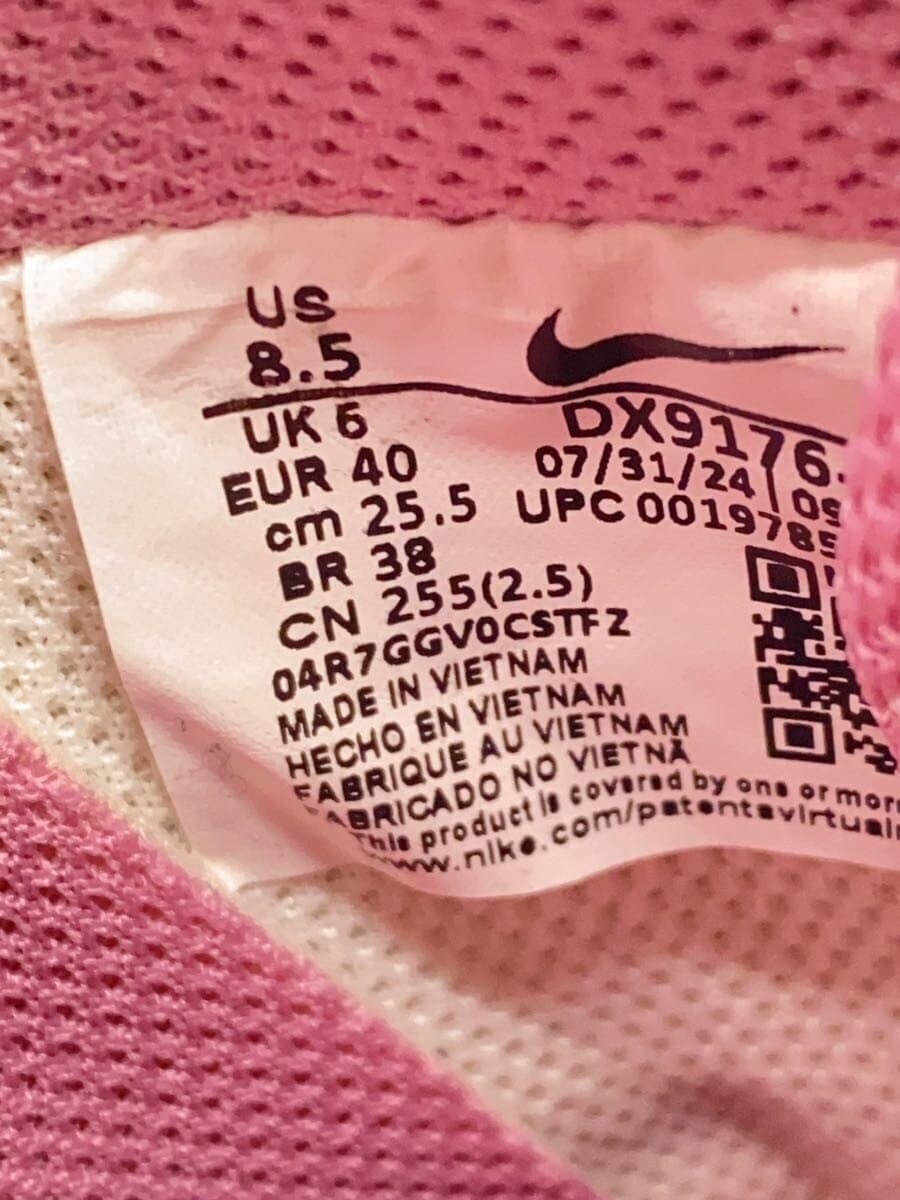 US
8.5
UK 6
EUR 40
cm 25.5
BR 38
CN 255(2.5)
DX9176
07/31/24 09
UPC 0019785
04R7GGV0CSTFZ
MADE IN VIETNAM
HECHO EN VIETNAM
FABRIQUE AU VIETNAM
FABRICADO NO VIETNÃ
This product is covered by one or more
www.nike.com/patentsvirtual